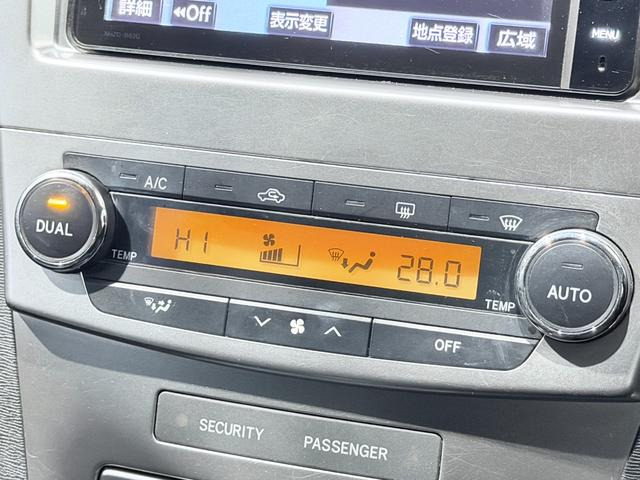 詳細
◀◀Off
表示変更
地点登録
広域
MENU
A/C
DUAL
TEMP
HI
28.0
TEMP
AUTO
OFF
SECURITY
PASSENGER